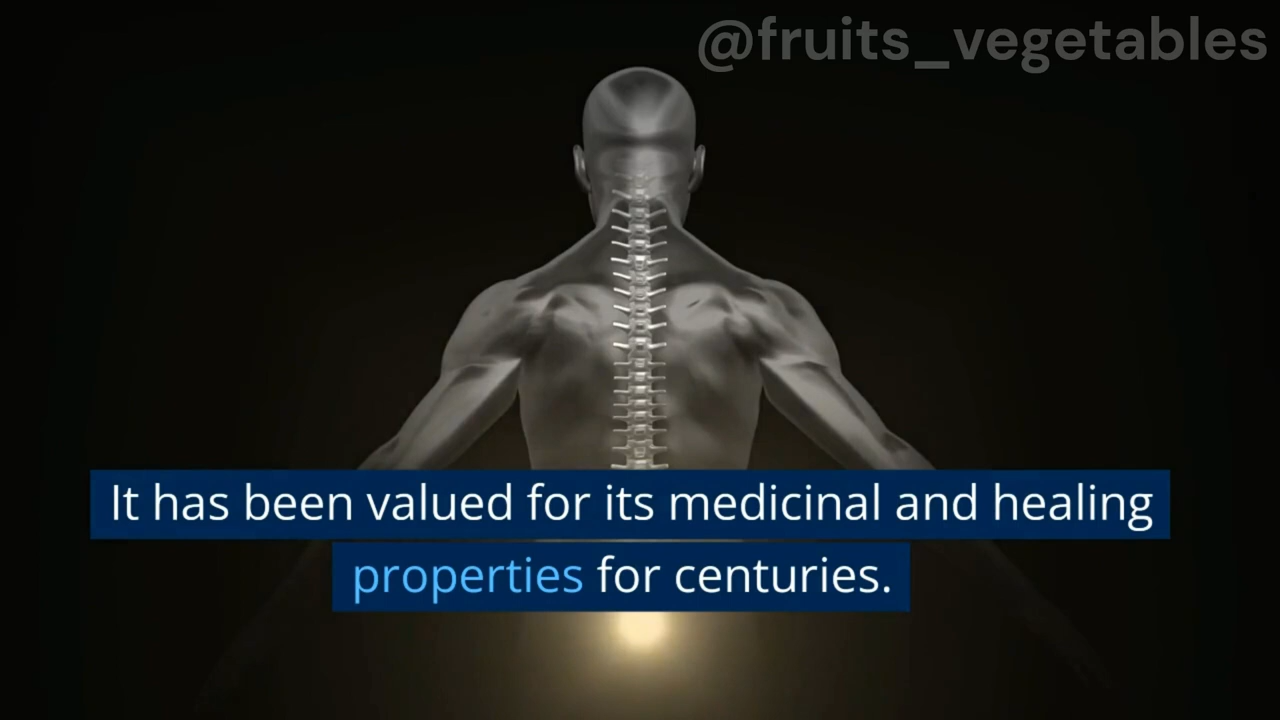 @fruits_vegetables
It has been valued for its medicinal and healing
properties for centuries.